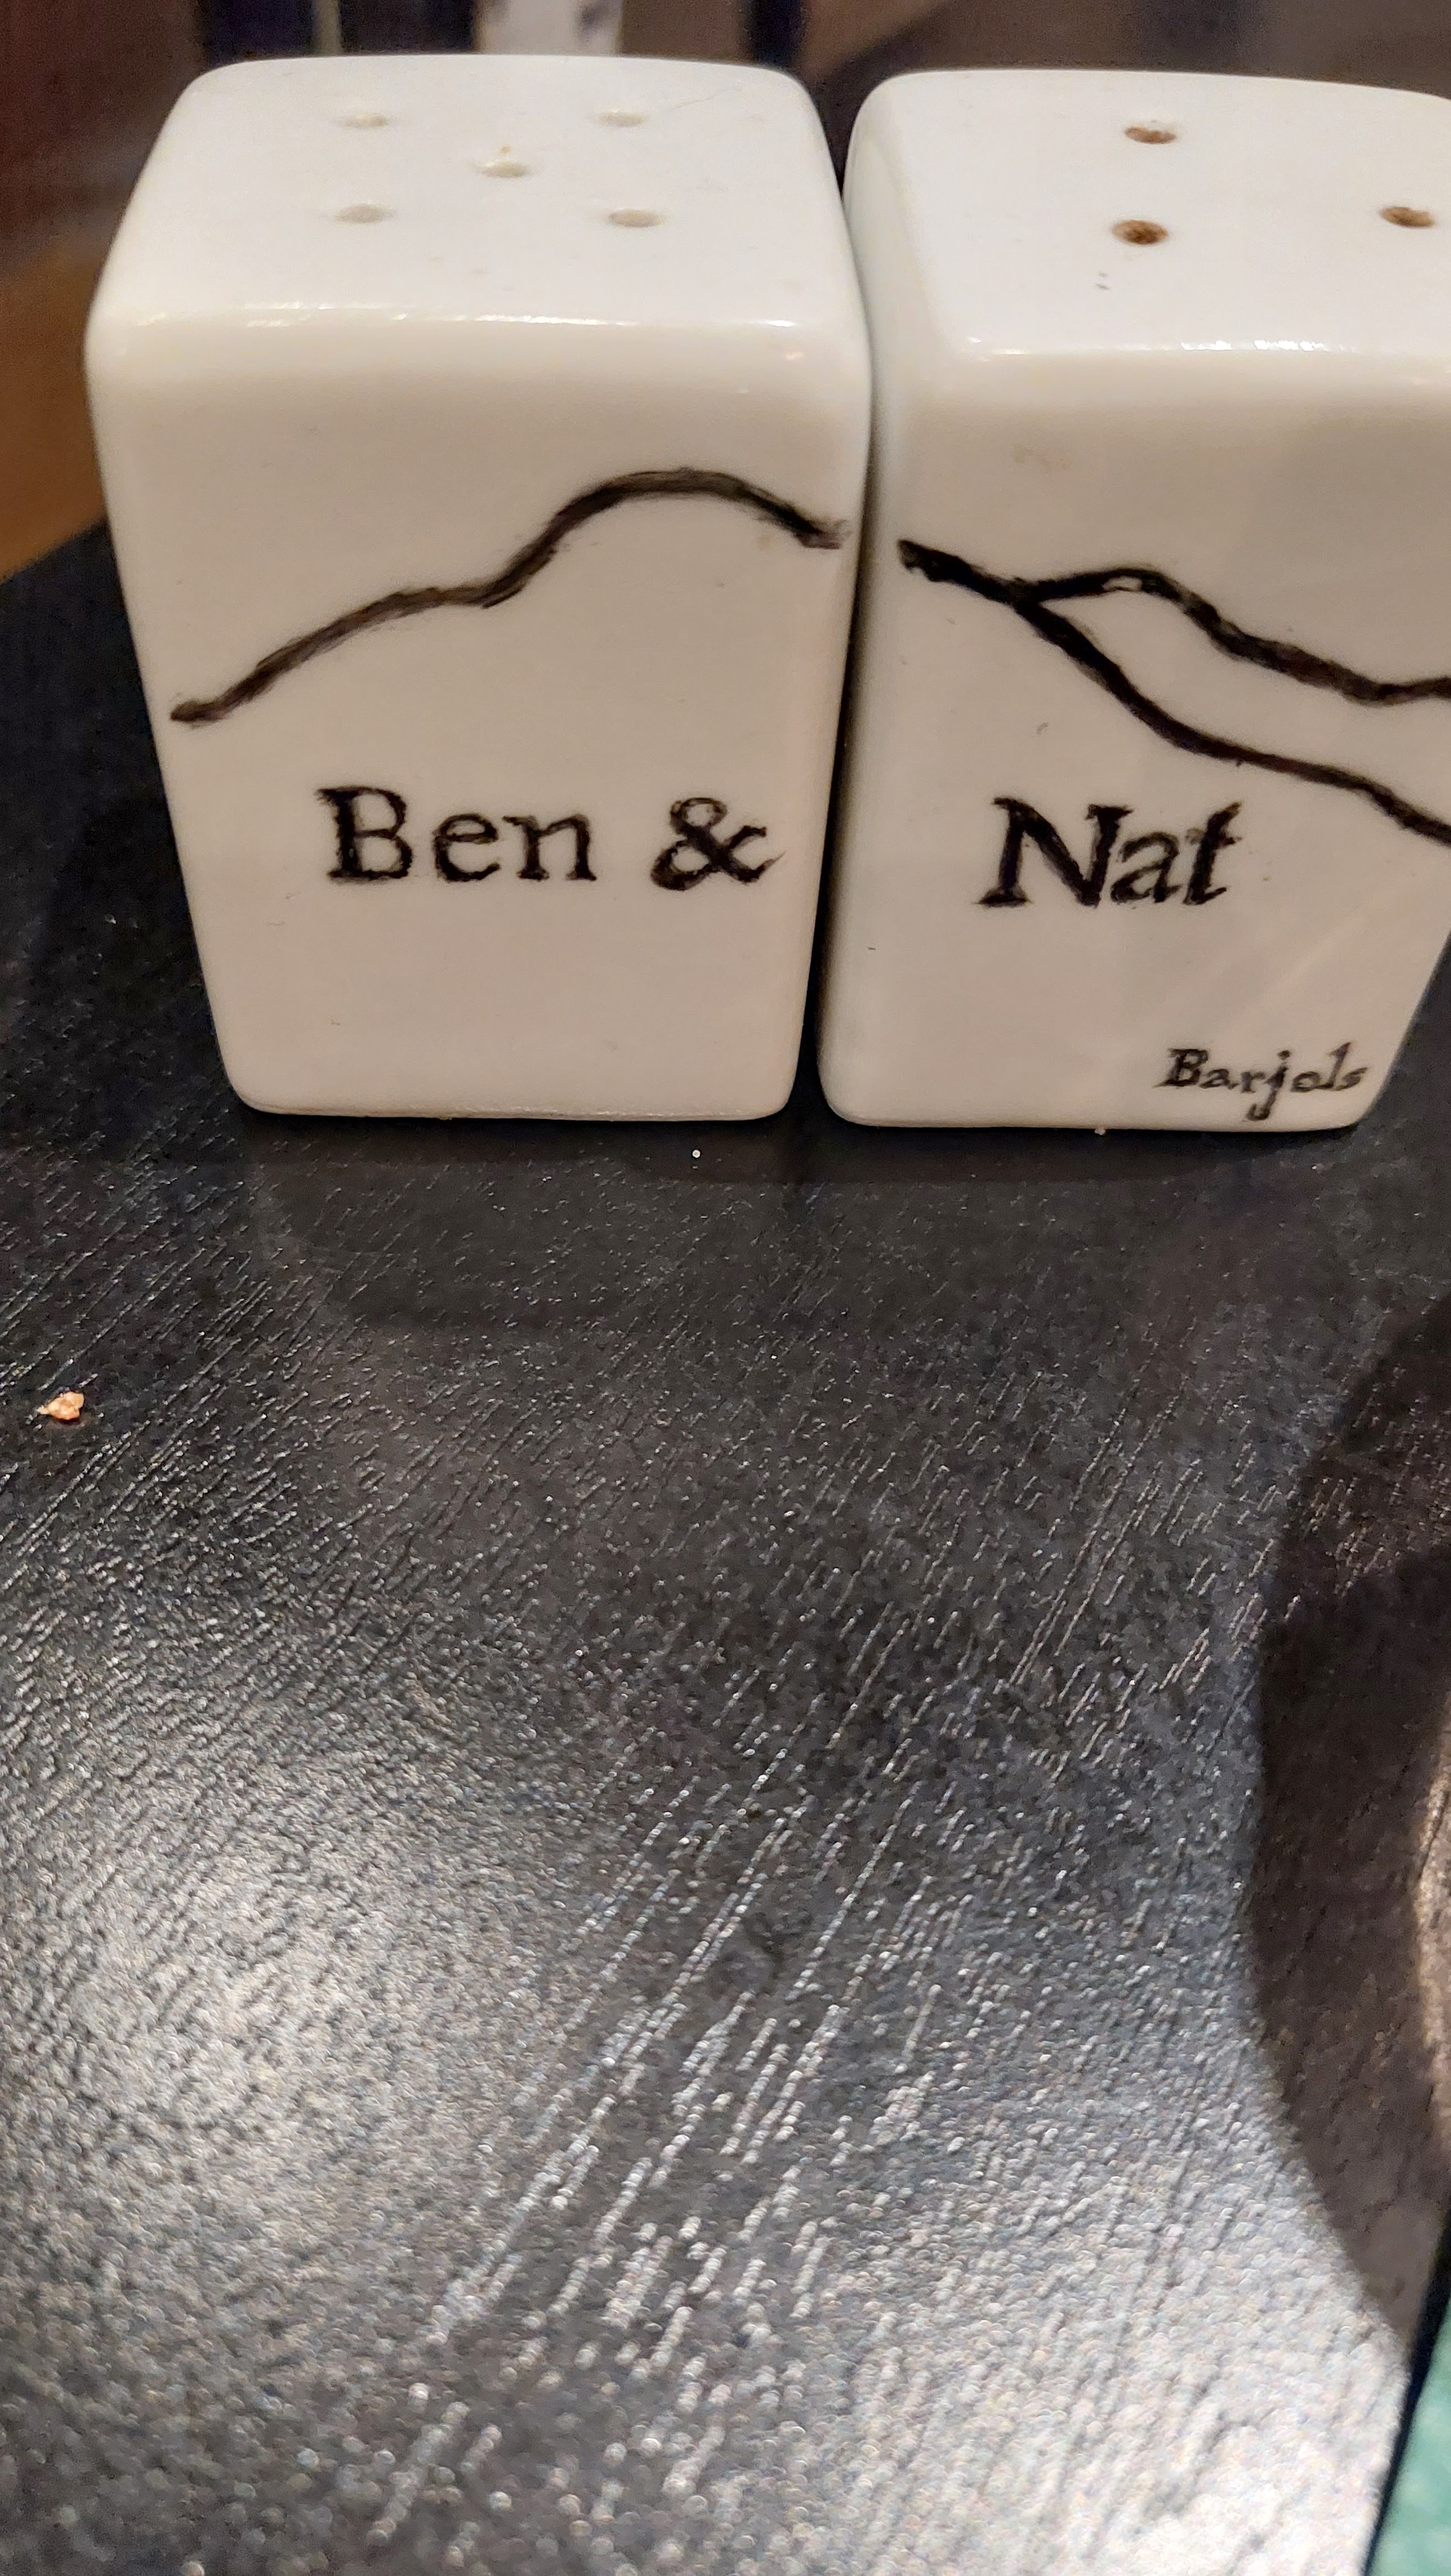 Ben & Nat
Barjols